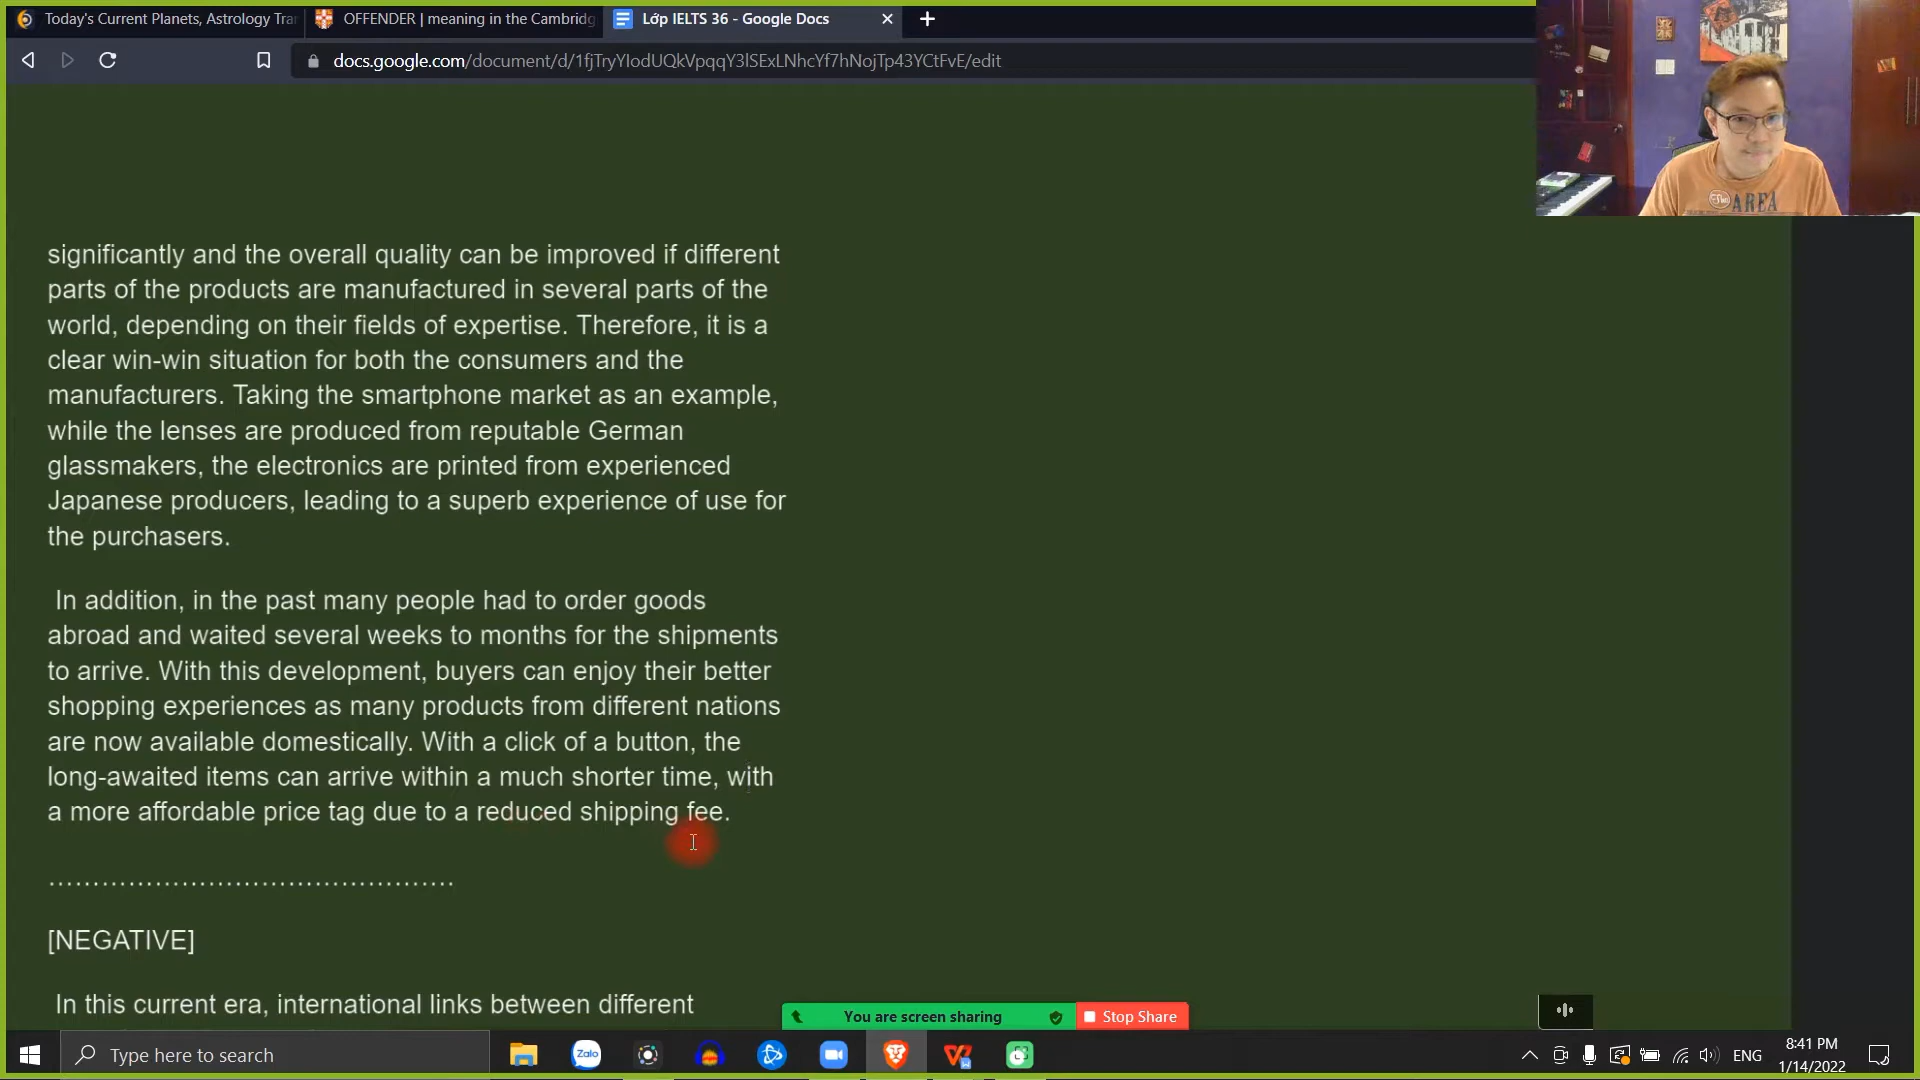 Today's Current Planets, Astrology Tra
OFFENDER | meaning in the Cambridg
Lớp IELTS 36 - Google Docs
docs.google.com/document/d/1fjTryYIodUQkVpqqY3lSExLNhcYf7hNojTp43YCtFvE/edit
AREA
significantly and the overall quality can be improved if different
parts of the products are manufactured in several parts of the
world, depending on their fields of expertise. Therefore, it is a
clear win-win situation for both the consumers and the
manufacturers. Taking the smartphone market as an example,
while the lenses are produced from reputable German
glassmakers, the electronics are printed from experienced
Japanese producers, leading to a superb experience of use for
the purchasers.
In addition, in the past many people had to order goods
abroad and waited several weeks to months for the shipments
to arrive. With this development, buyers can enjoy their better
shopping experiences as many products from different nations
are now available domestically. With a click of a button, the
long-awaited items can arrive within a much shorter time, with
a more affordable price tag due to a reduced shipping fee.
………………………………………
[NEGATIVE]
In this current era, international links between different
You are screen sharing
Stop Share
Type here to search
Zalo
ENG
8:41 PM
1/14/2022